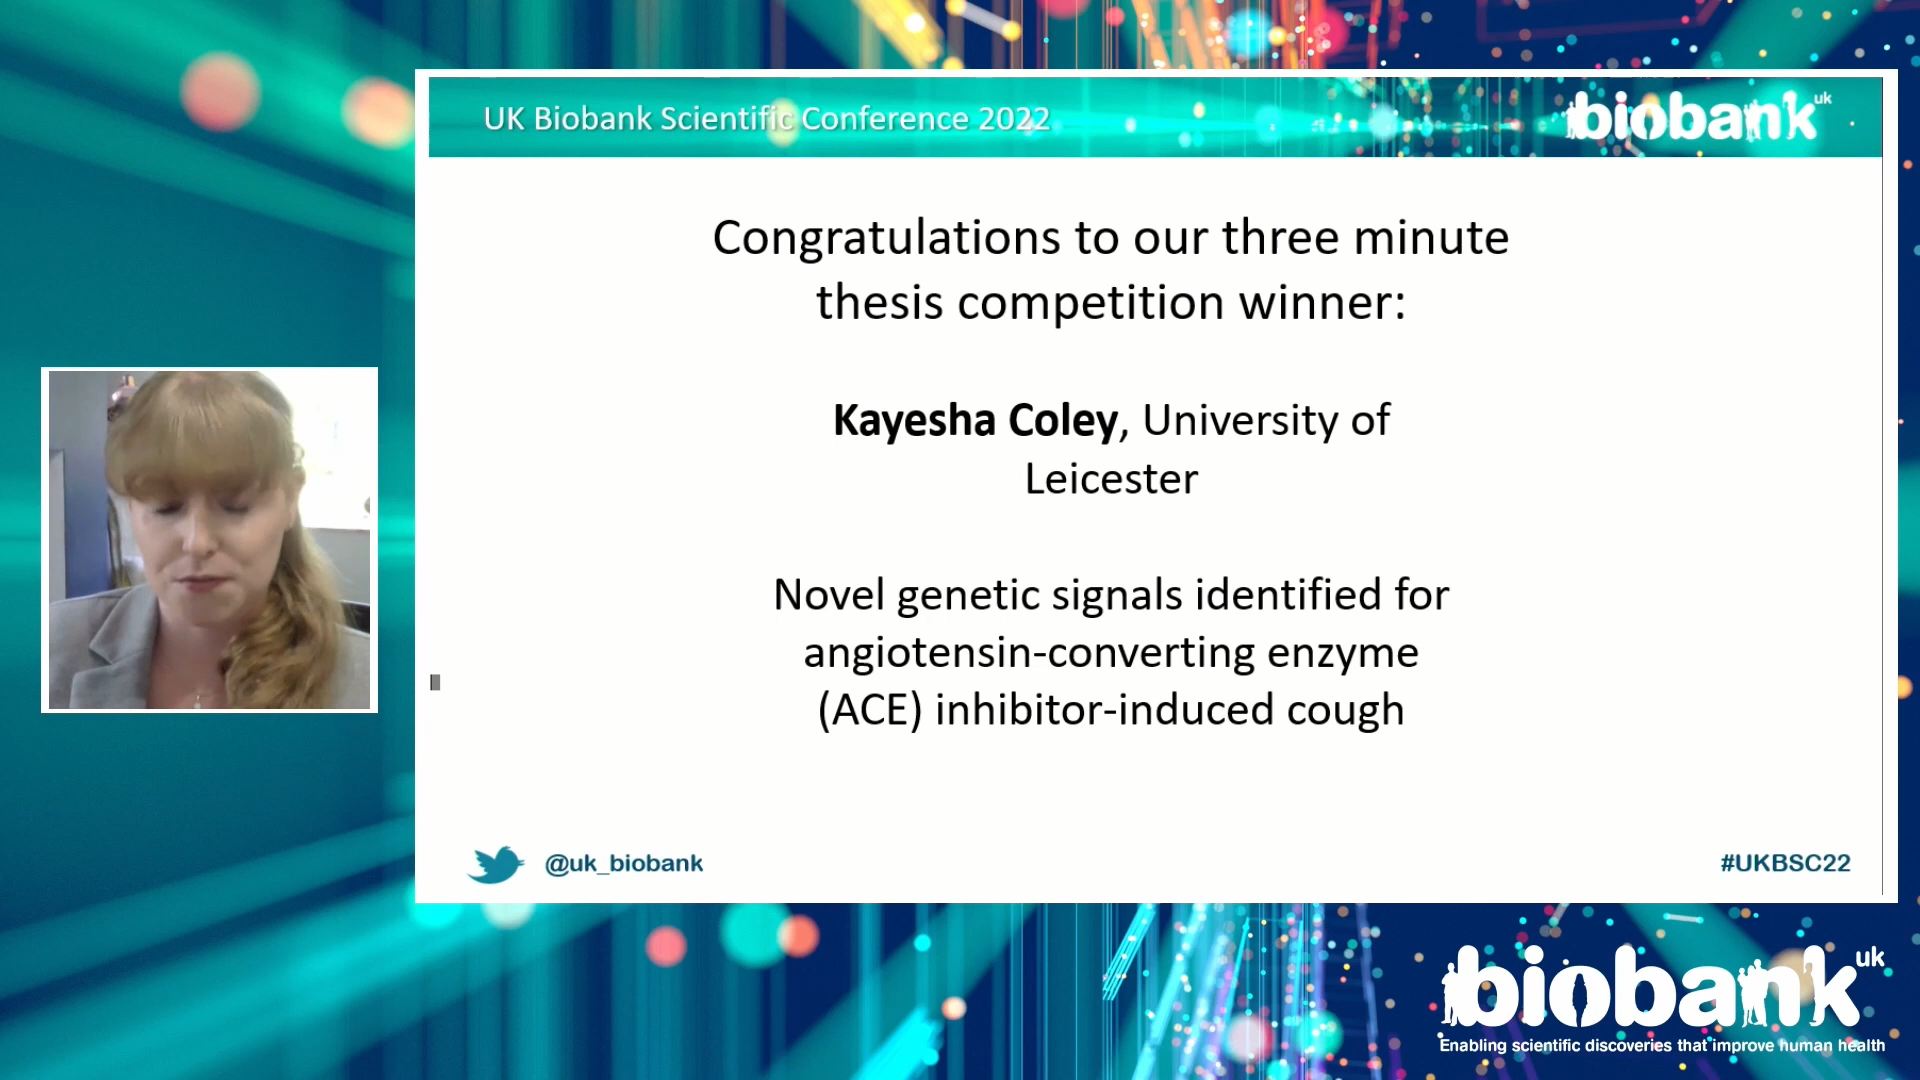 UK Biobank Scientific Conference 2022
biobank uk
Congratulations to our three minute
thesis competition winner:
Kayesha Coley, University of
Leicester
Novel genetic signals identified for
angiotensin-converting enzyme
(ACE) inhibitor-induced cough
@uk_biobank
#UKBSC22
biobank uk
Enabling scientific discoveries that improve human health